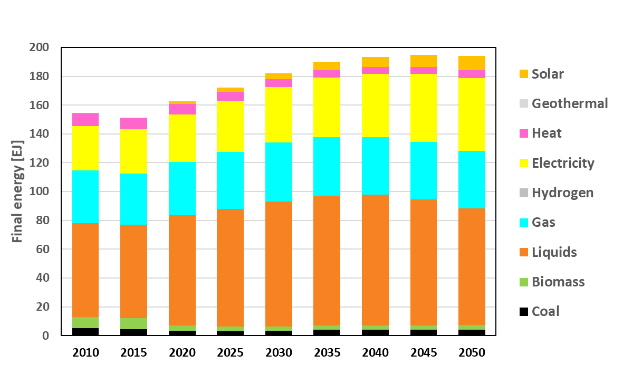 200
180
160
140
120
100
80
60
40
20
0
Final energy [EJ]
2010 2015 2020 2025 2030 2035 2040 2045 2050
Solar
Geothermal
Heat
Electricity
Hydrogen
Gas
Liquids
Biomass
Coal